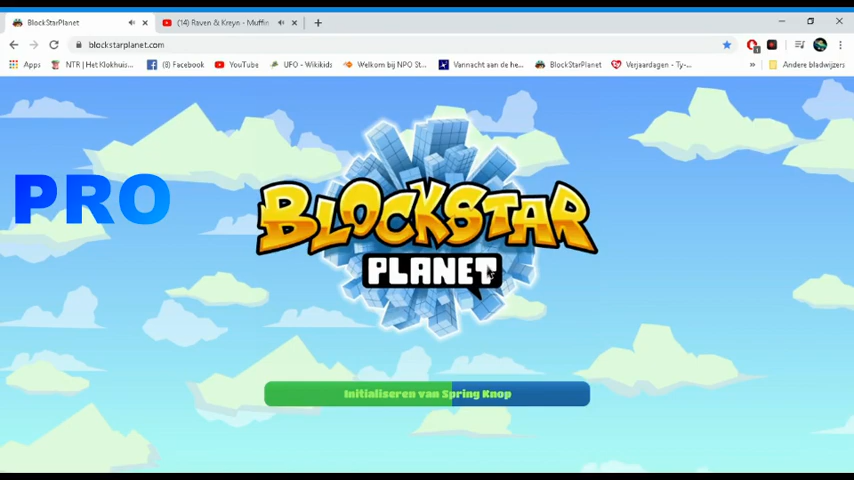 BlockStarPlanet
(14) Raven & Kreyn - Muffin
blockstarplanet.com
Apps
NTR | Het Klokhuis...
(8) Facebook
YouTube
UFO - Wikikids
Welkom bij NPO St...
Vannacht aan de he...
BlockStarPlanet
Verjaardagen - Ty-...
»
Andere bladwijzers
PRO
BLOCKSTAR
PLANET
Initialiseren van Spring Knop